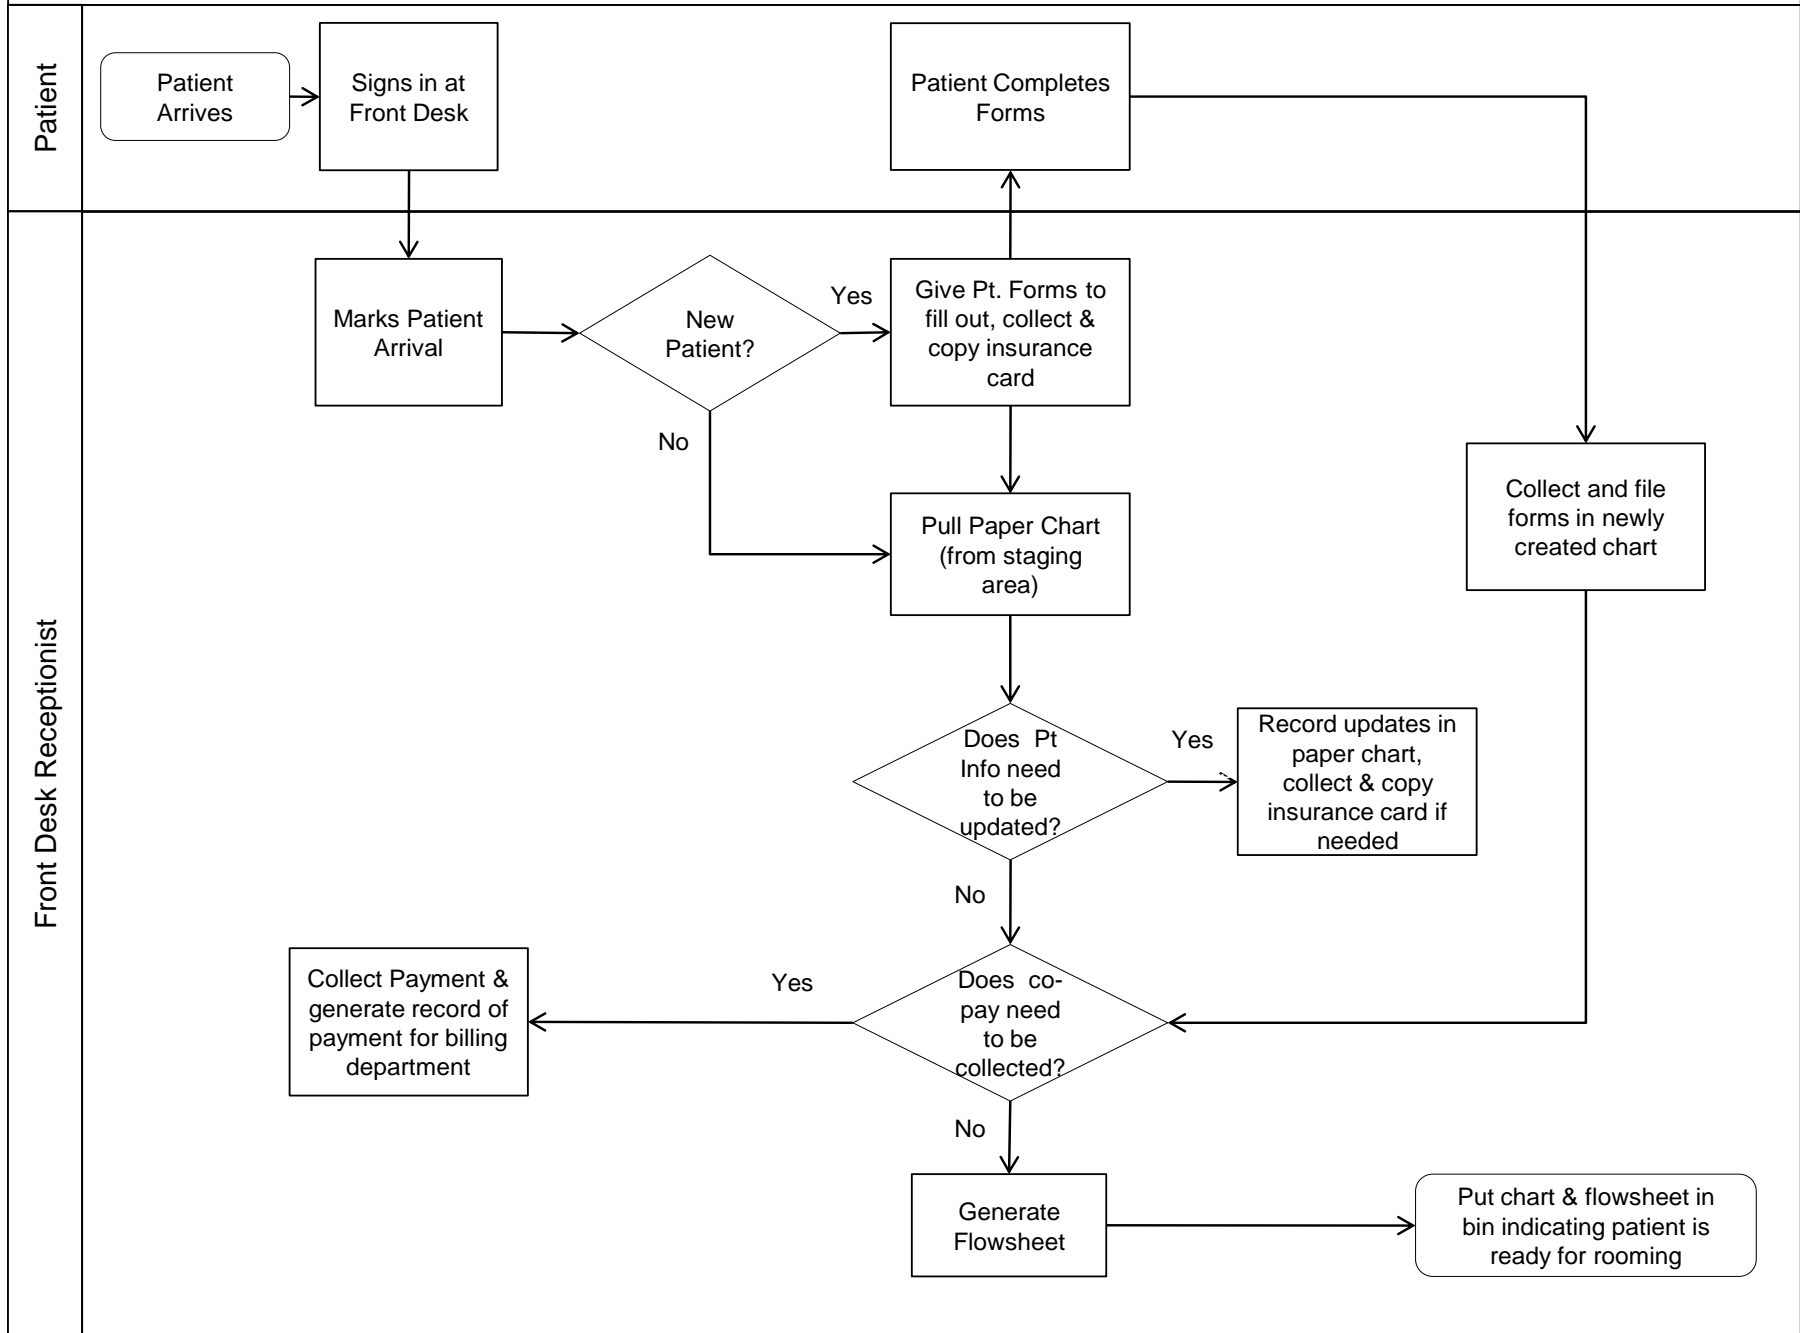 Patient
Patient
Arrives
Signs in at
Front Desk
Patient Completes
Forms
Front Desk Receptionist
Marks Patient
Arrival
New
Patient?
Yes
No
Give Pt. Forms to
fill out, collect &
copy insurance
card
Pull Paper Chart
(from staging
area)
Collect and file
forms in newly
created chart
Does Pt
Info need
to be
updated?
Yes
No
Record updates in
paper chart,
collect & copy
insurance card if
needed
Does co-
pay need
to be
collected?
Yes
No
Collect Payment &
generate record of
payment for billing
department
Generate
Flowsheet
Put chart & flowsheet in
bin indicating patient is
ready for rooming